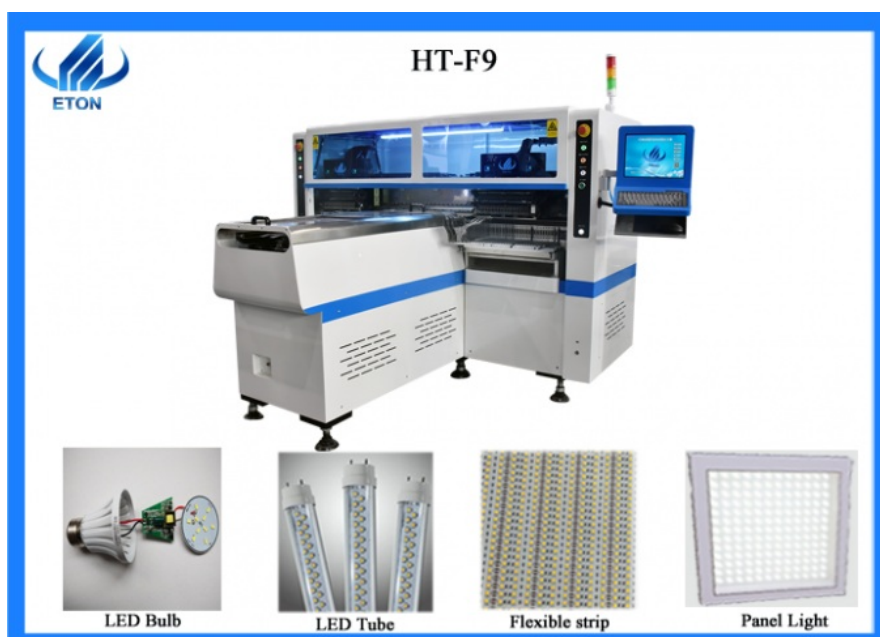 HT-F9
ETON
LED Bulb
LED Tube
Flexible strip
Panel Light